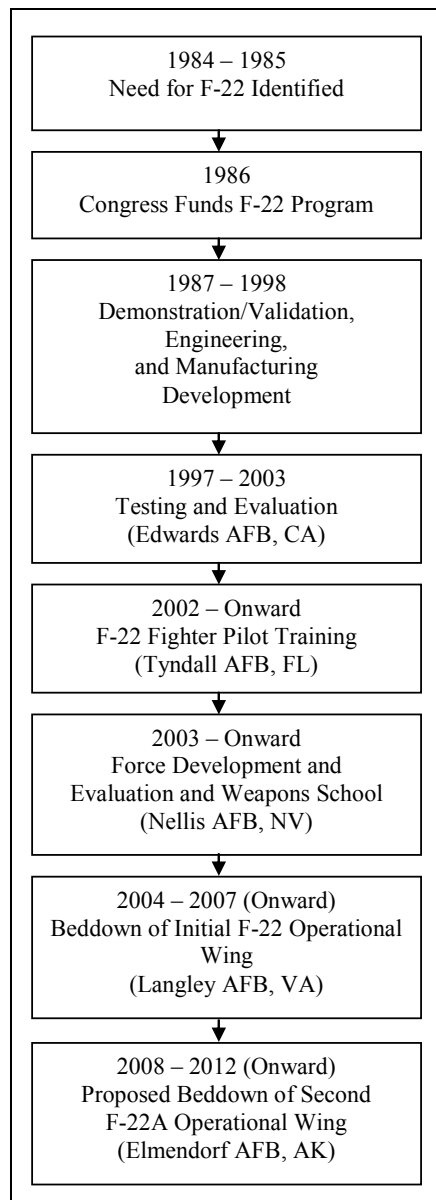 1984 – 1985
Need for F-22 Identified
1986
Congress Funds F-22 Program
1987 – 1998
Demonstration/Validation,
Engineering,
and Manufacturing
Development
1997 – 2003
Testing and Evaluation
(Edwards AFB, CA)
2002 – Onward
F-22 Fighter Pilot Training
(Tyndall AFB, FL)
2003 – Onward
Force Development and
Evaluation and Weapons School
(Nellis AFB, NV)
2004 – 2007 (Onward)
Beddown of Initial F-22 Operational
Wing
(Langley AFB, VA)
2008 – 2012 (Onward)
Proposed Beddown of Second
F-22A Operational Wing
(Elmendorf AFB, AK)